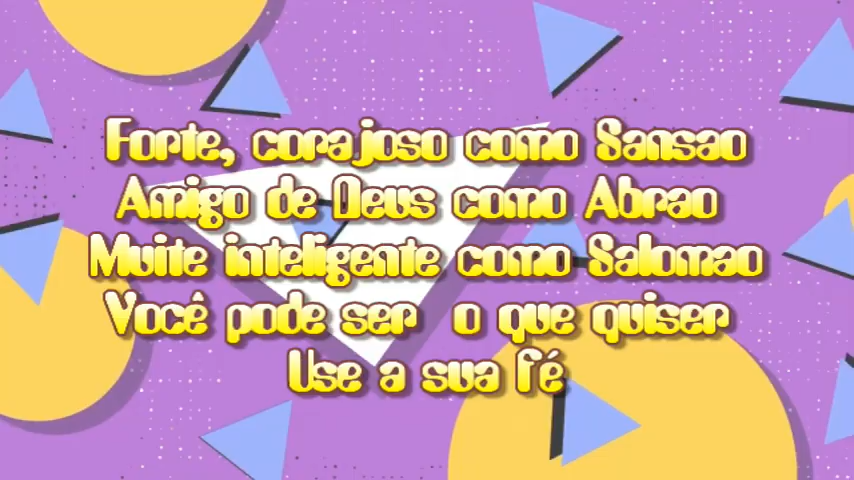 Forte, corajoso como Sansao
Amigo de Deus como Abrao
Muite inteligente como Salomao
Você pode ser o que quiser
Use a sua fé